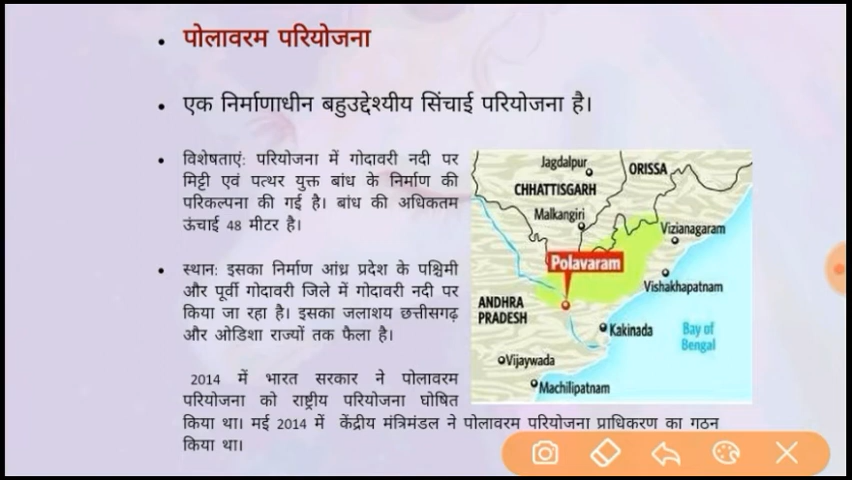 पोलावरम परियोजना
एक निर्माणाधीन बहुउद्देश्यीय सिंचाई परियोजना है।
विशेषताएं: परियोजना में गोदावरी नदी पर
मिट्टी एवं पत्थर युक्त बांध के निर्माण की
परिकल्पना की गई है। बांध की अधिकतम
ऊंचाई 48 मीटर है।
स्थान: इसका निर्माण आंध्र प्रदेश के पश्चिमी
और पूर्वी गोदावरी जिले में गोदावरी नदी पर
किया जा रहा है। इसका जलाशय छत्तीसगढ़
और ओडिशा राज्यों तक फैला है।
2014 में भारत सरकार ने पोलावरम
परियोजना को राष्ट्रीय परियोजना घोषित
किया था। मई 2014 में केंद्रीय मंत्रिमंडल ने पोलावरम परियोजना प्राधिकरण का गठन
किया था।
Jagdalpur
ORISSA
CHHATTISGARH
Malkangiri
Vizianagaram
Polavaram
Vishakhapatnam
ANDHRA
PRADESH
Kakinada
Bay of
Bengal
Vijaywada
Machilipatnam